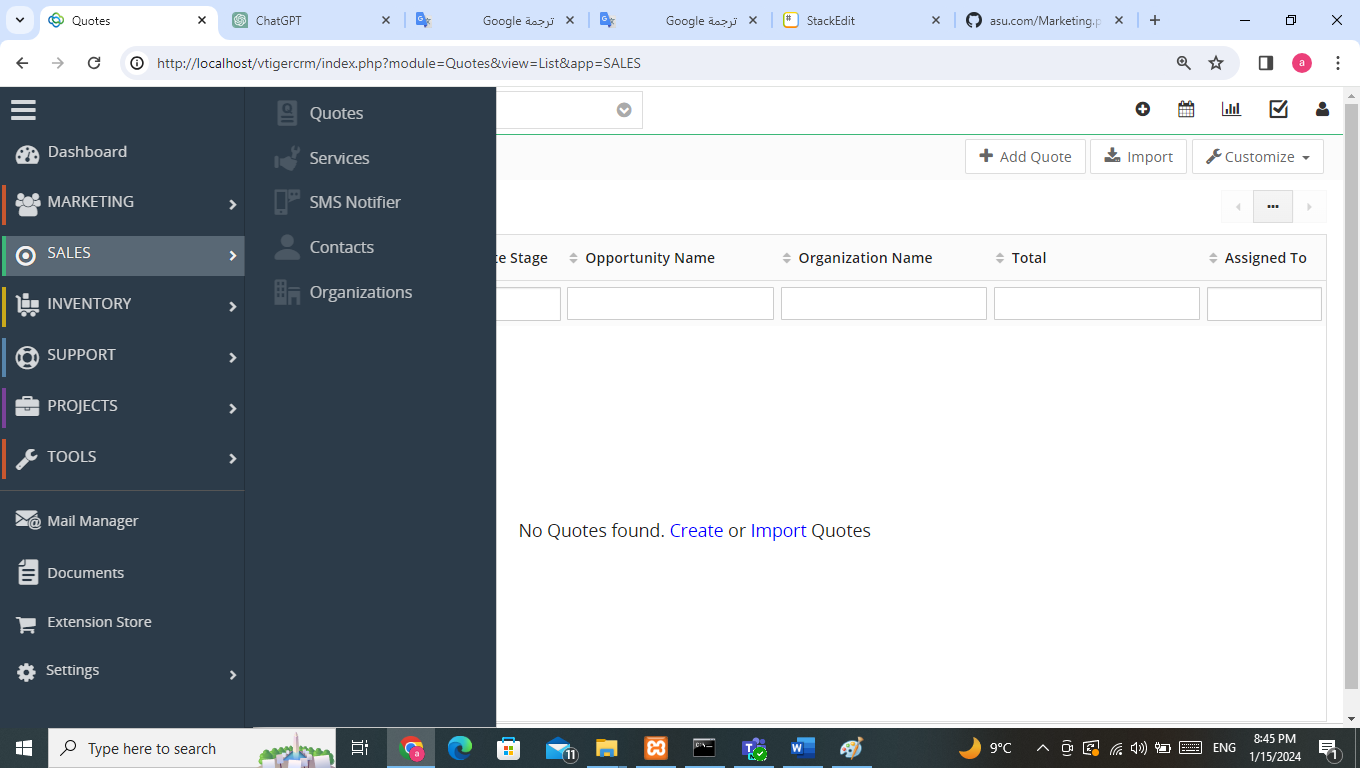 Quotes
ChatGPT
ترجمة Google
ترجمة Google
StackEdit
asu.com/Marketing.p
http://localhost/vtigercrm/index.php?module=Quotes&view=List&app=SALES
a
Dashboard
MARKETING
SALES
INVENTORY
SUPPORT
PROJECTS
TOOLS
Mail Manager
Documents
Extension Store
Settings
Quotes
Services
SMS Notifier
Contacts
Organizations
Add Quote
Import
Customize
te Stage
Opportunity Name
Organization Name
Total
Assigned To
No Quotes found. Create or Import Quotes
Type here to search
a
11
9°C
ENG
8:45 PM
1/15/2024
1